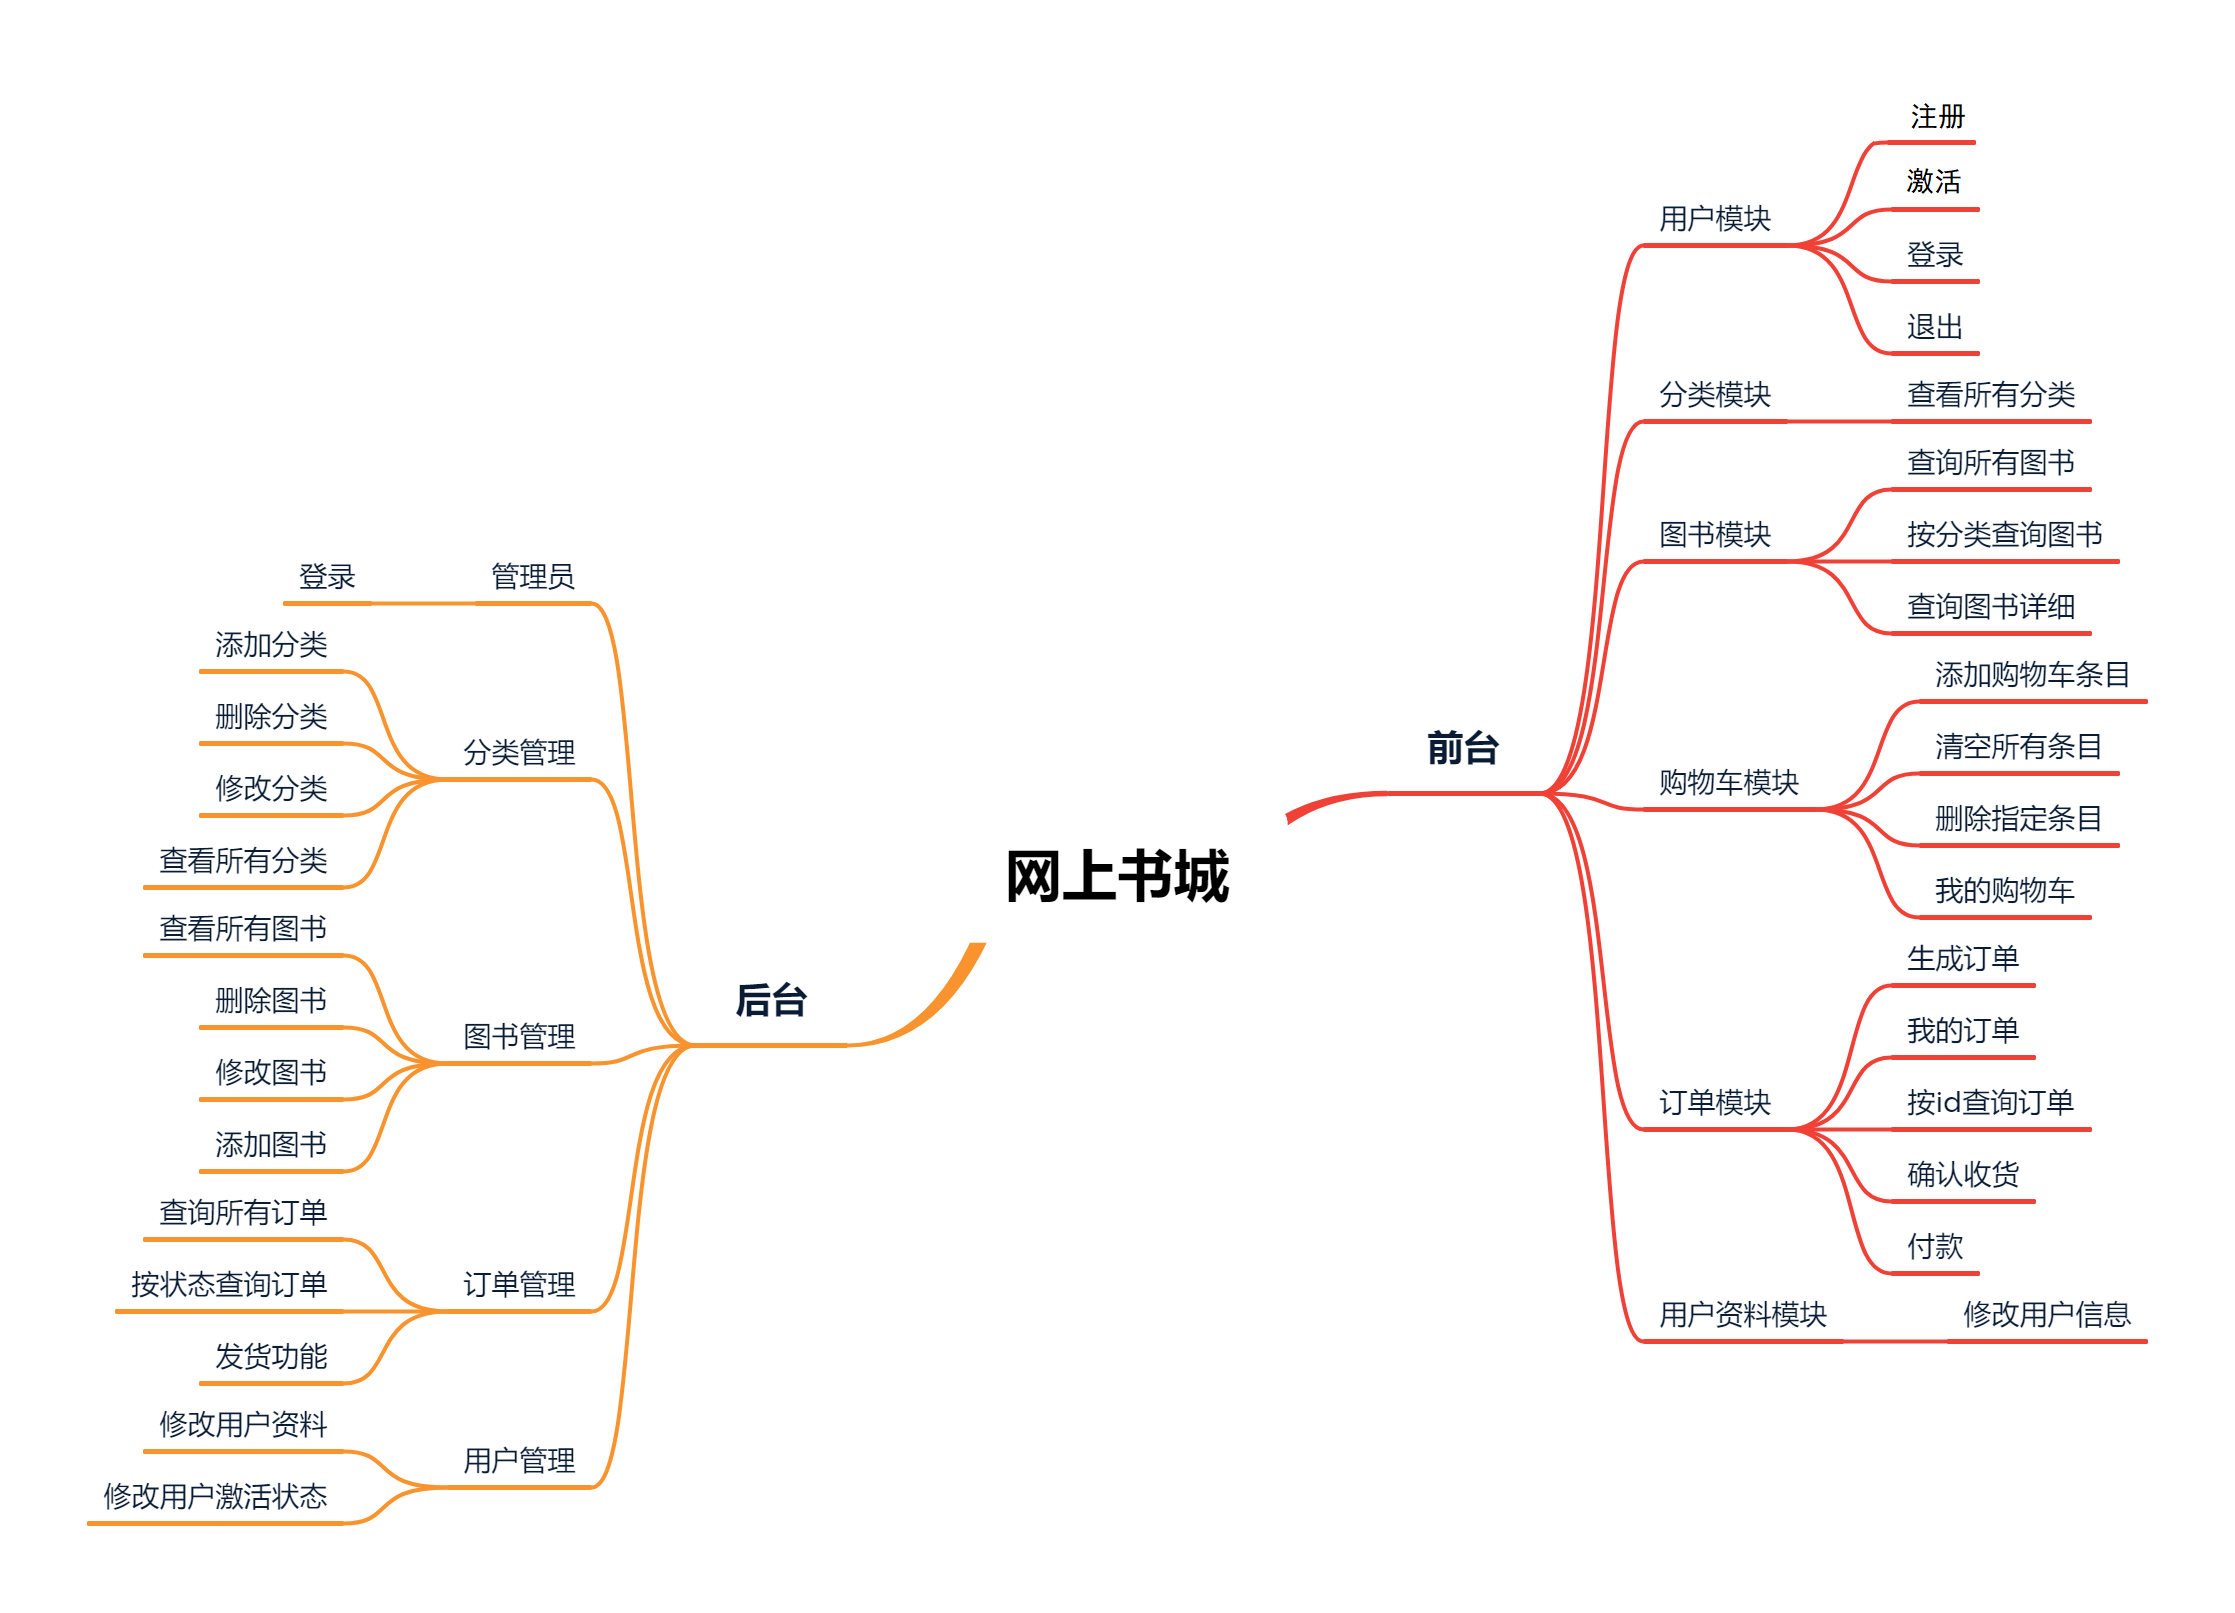 网上书城
前台
用户模块
注册
激活
登录
退出
分类模块
查看所有分类
图书模块
查询所有图书
按分类查询图书
查询图书详细
购物车模块
添加购物车条目
清空所有条目
删除指定条目
我的购物车
订单模块
生成订单
我的订单
按id查询订单
确认收货
付款
用户资料模块
修改用户信息
后台
管理员
登录
分类管理
添加分类
删除分类
修改分类
查看所有分类
图书管理
查看所有图书
删除图书
修改图书
添加图书
订单管理
查询所有订单
按状态查询订单
发货功能
用户管理
修改用户资料
修改用户激活状态